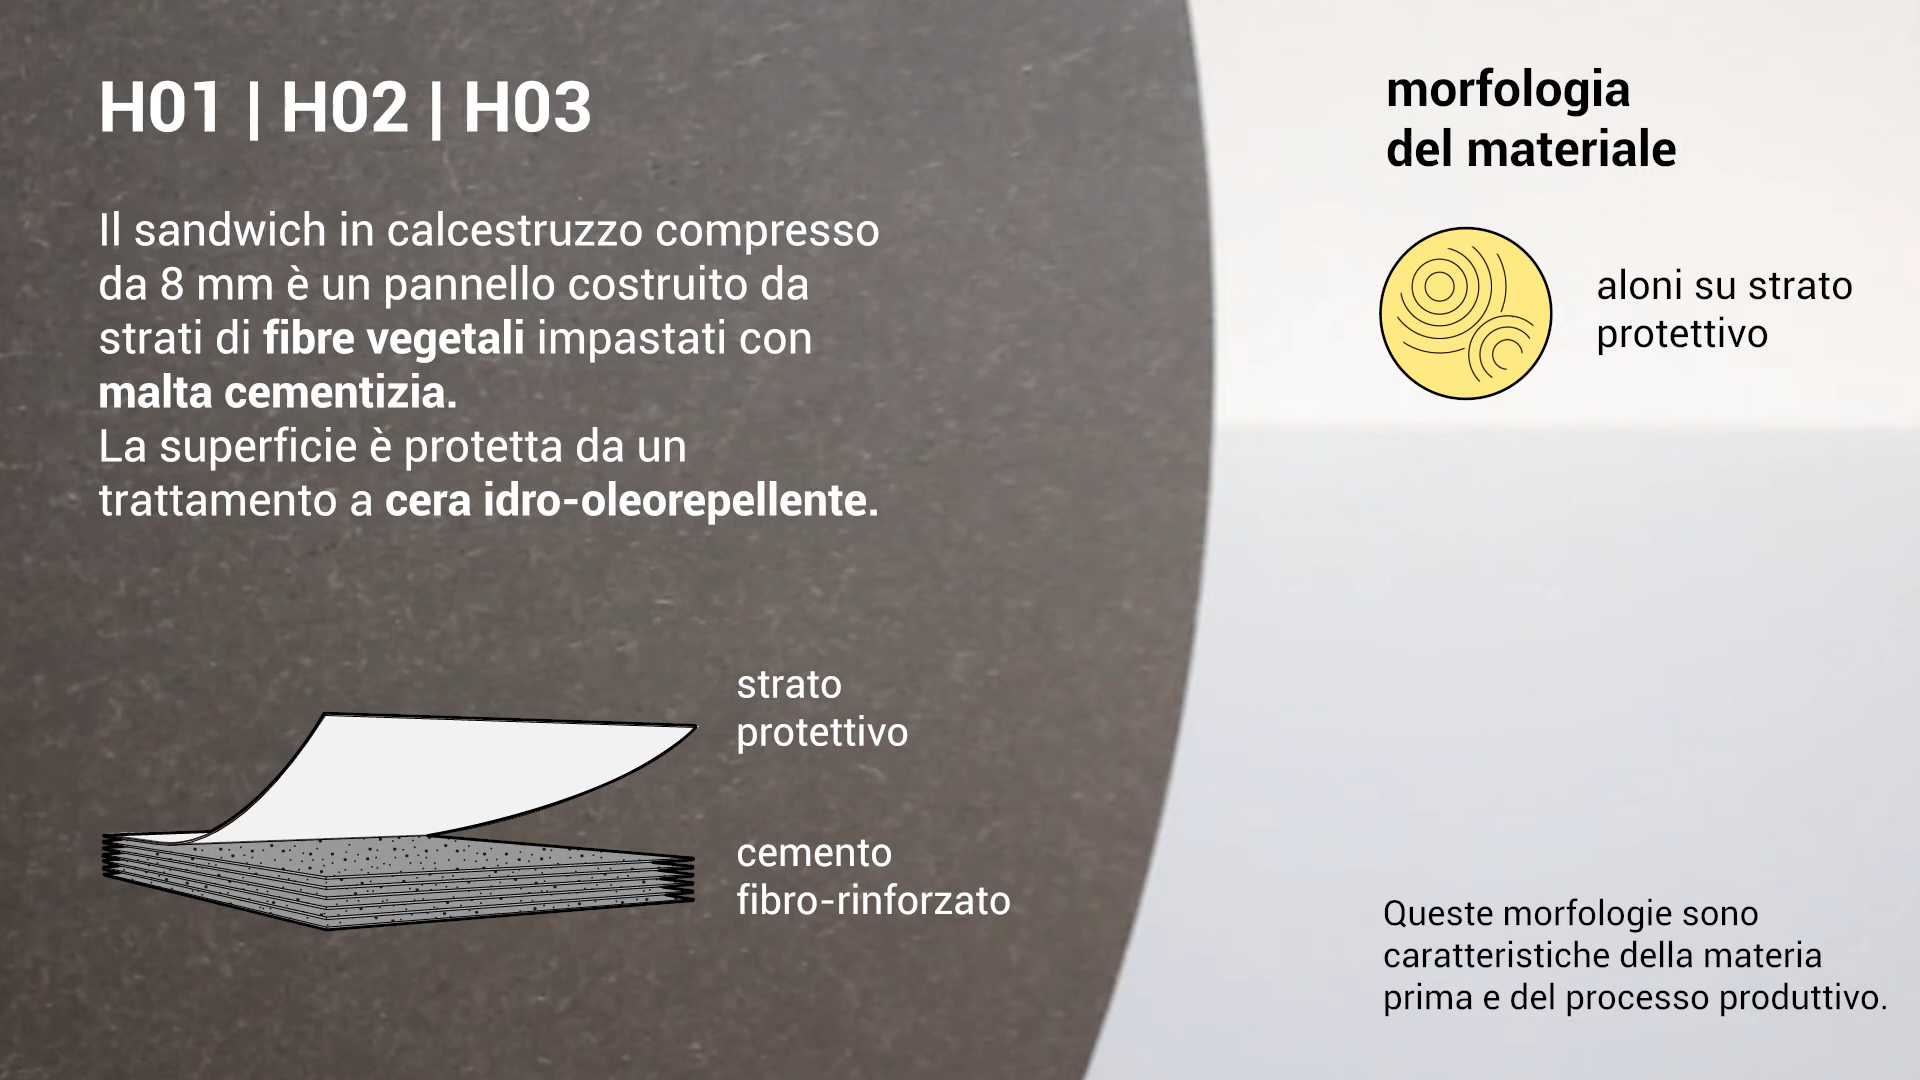 H01 | H02 | H03
Il sandwich in calcestruzzo compresso
da 8 mm è un pannello costruito da
strati di fibre vegetali impastati con
malta cementizia.
La superficie è protetta da un
trattamento a cera idro-oleorepellente.
strato
protettivo
cemento
fibro-rinforzato
morfologia
del materiale
aloni su strato
protettivo
Queste morfologie sono
caratteristiche della materia
prima e del processo produttivo.